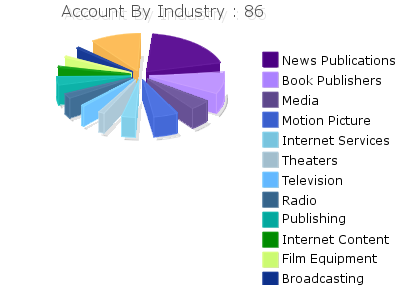 Account By Industry : 86
News Publications
Book Publishers
Media
Motion Picture
Internet Services
Theaters
Television
Radio
Publishing
Internet Content
Film Equipment
Broadcasting